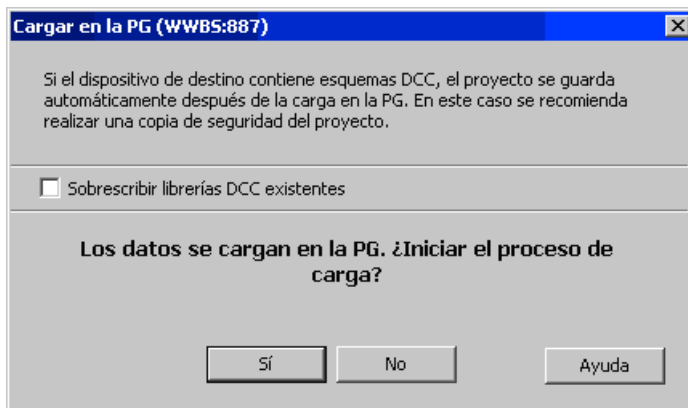 Cargar en la PG (WWBS:887)
Si el dispositivo de destino contiene esquemas DCC, el proyecto se guarda
automáticamente después de la carga en la PG. En este caso se recomienda
realizar una copia de seguridad del proyecto.
Sobrescribir librerías DCC existentes
Los datos se cargan en la PG. ¿Iniciar el proceso de
carga?
Sí
No
Ayuda